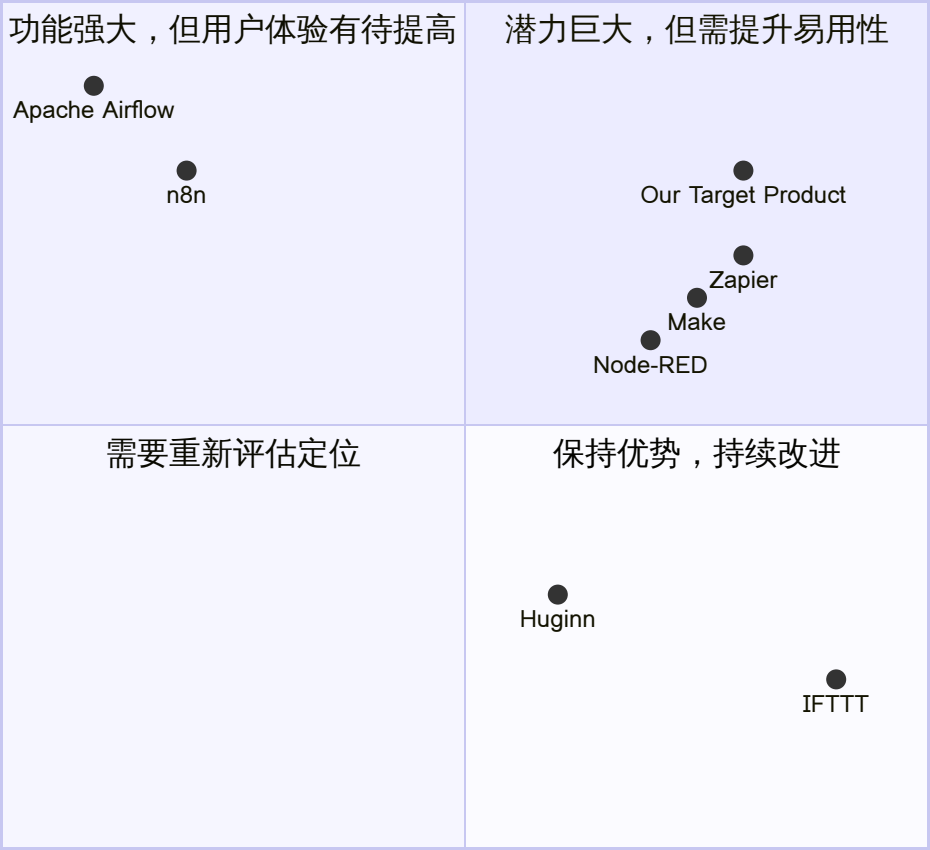 功能强大，但用户体验有待提高
潜力巨大，但需提升易用性
Apache Airflow
n8n
Our Target Product
Zapier
Make
Node-RED
需要重新评估定位
保持优势，持续改进
Huginn
IFTTT